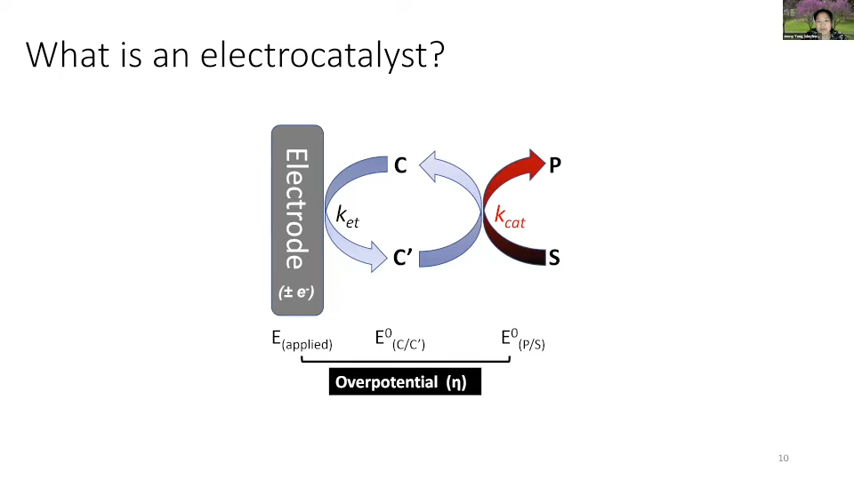 What is an electrocatalyst?
Electrode
(± e-)
C
P
ket
kcat
C’
S
E(applied)
E0(C/C’)
E0(P/S)
Overpotential (η)
10